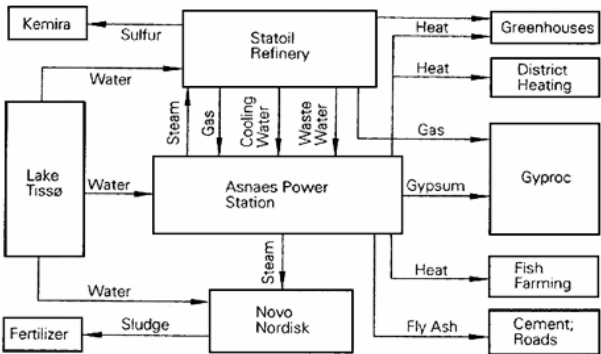 Kemira
Sulfur
Statoil
Refinery
Heat
Greenhouses
Water
Heat
District
Heating
Steam
Gas
Cooling
Water
Waste
Water
Gas
Lake
Tissø
Water
Asnaes Power
Station
Gypsum
Gyproc
Steam
Heat
Fish
Farming
Water
Novo
Nordisk
Fertilizer
Sludge
Fly Ash
Cement;
Roads